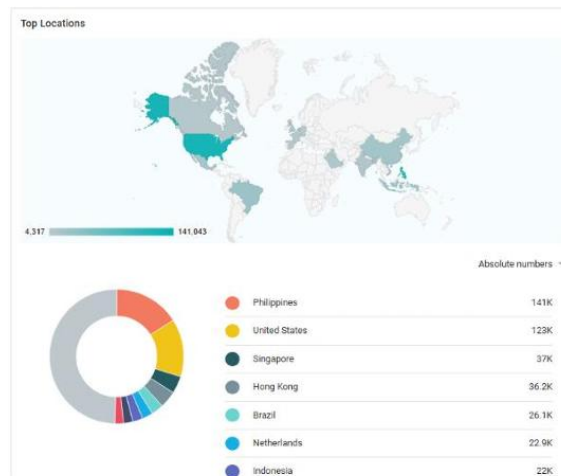 Top Locations
4,317 141,043
Absolute numbers
Philippines 141K
United States 123K
Singapore 37K
Hong Kong 36.2K
Brazil 26.1K
Netherlands 22.9K
Indonesia 22K